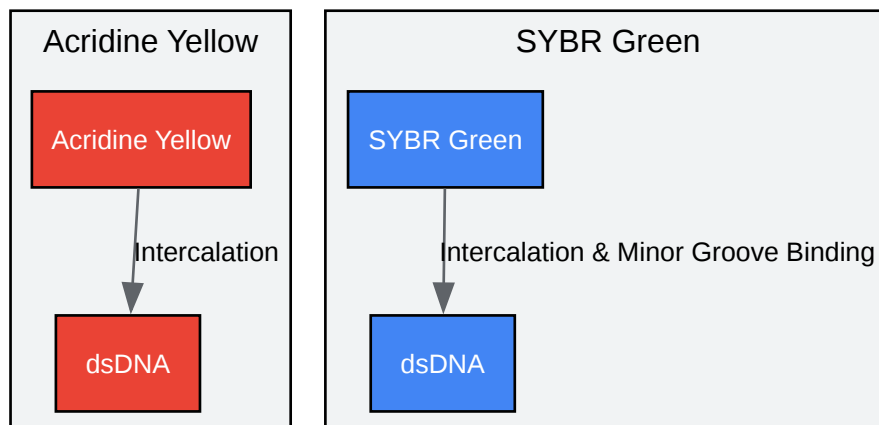 Acridine Yellow
Acridine Yellow
Intercalation
dsDNA
SYBR Green
SYBR Green
Intercalation & Minor Groove Binding
dsDNA